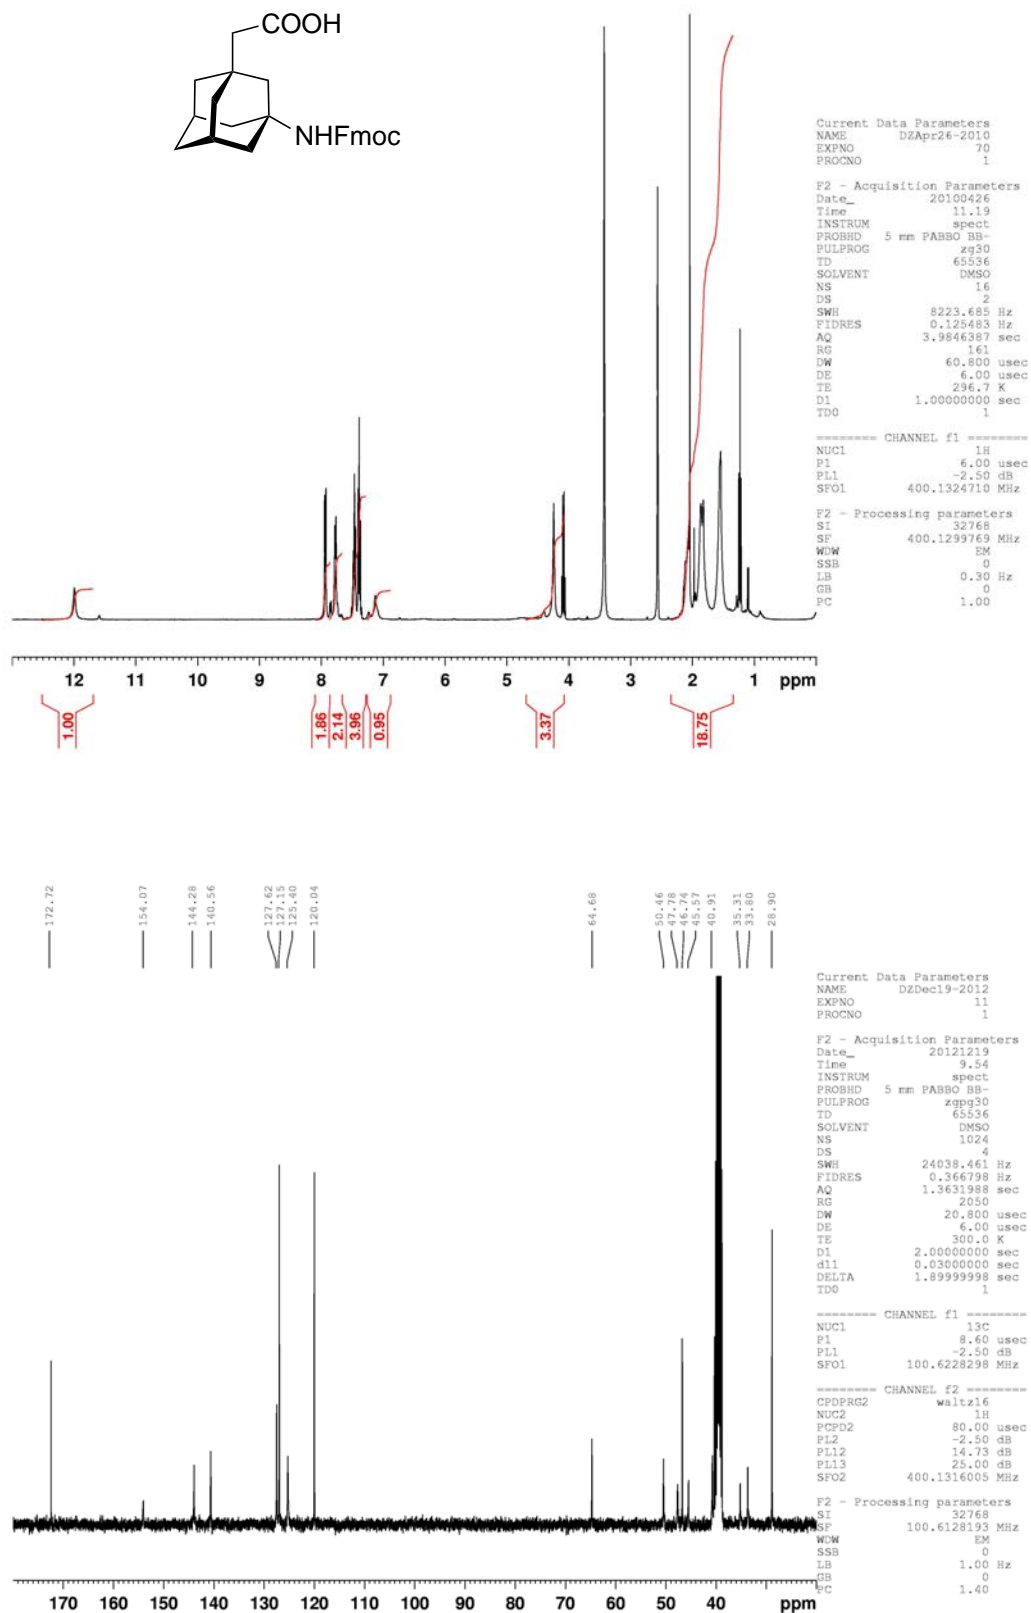 COOH
NHFmoc
Current Data Parameters
NAME DZApr26-2010
EXPNO 70
PROCNO 1
F2 - Acquisition Parameters
Date_ 20100426
Time 11.19
INSTRUM spect
PROBHD 5 mm PABBO BB-
PULPROG zg30
TD 65536
SOLVENT DMSO
NS 16
DS 2
SWH 8223.685 Hz
FIDRES 0.125483 Hz
AQ 3.9846387 sec
RG 161
DW 60.800 usec
DE 6.00 usec
TE 296.7 K
D1 1.00000000 sec
TD0 1
======== CHANNEL f1 ========
NUC1 1H
P1 6.00 usec
PL1 -2.50 dB
SFO1 400.1324710 MHz
F2 - Processing parameters
SI 32768
SF 400.1299769 MHz
WDW EM
SSB 0
LB 0.30 Hz
GB 0
PC 1.00
12 11 10 9 8 7 6 5 4 3 2 1 ppm
1.00 1.86 2.14 3.96 0.95 3.37 18.75
172.72 154.07 144.28 140.56 127.62 127.15 125.40 120.04 64.68 50.46 47.78 46.74 45.57 40.91 35.31 33.80 28.90
Current Data Parameters
NAME DZDec19-2012
EXPNO 11
PROCNO 1
F2 - Acquisition Parameters
Date_ 20121219
Time 9.54
INSTRUM spect
PROBHD 5 mm PABBO BB-
PULPROG zgpg30
TD 65536
SOLVENT DMSO
NS 1024
DS 4
SWH 24038.461 Hz
FIDRES 0.366798 Hz
AQ 1.3631988 sec
RG 2050
DW 20.800 usec
DE 6.00 usec
TE 300.0 K
D1 2.00000000 sec
d11 0.03000000 sec
DELTA 1.89999998 sec
TD0 1
======== CHANNEL f1 ========
NUC1 13C
P1 8.60 usec
PL1 -2.50 dB
SFO1 100.6228298 MHz
======== CHANNEL f2 ========
CPDPRG2 waltz16
NUC2 1H
PCPD2 80.00 usec
PL2 -2.50 dB
PL12 14.73 dB
PL13 25.00 dB
SFO2 400.1316005 MHz
F2 - Processing parameters
SI 32768
SF 100.6128193 MHz
WDW EM
SSB 0
LB 1.00 Hz
GB 0
PC 1.40
170 160 150 140 130 120 110 100 90 80 70 60 50 40 ppm